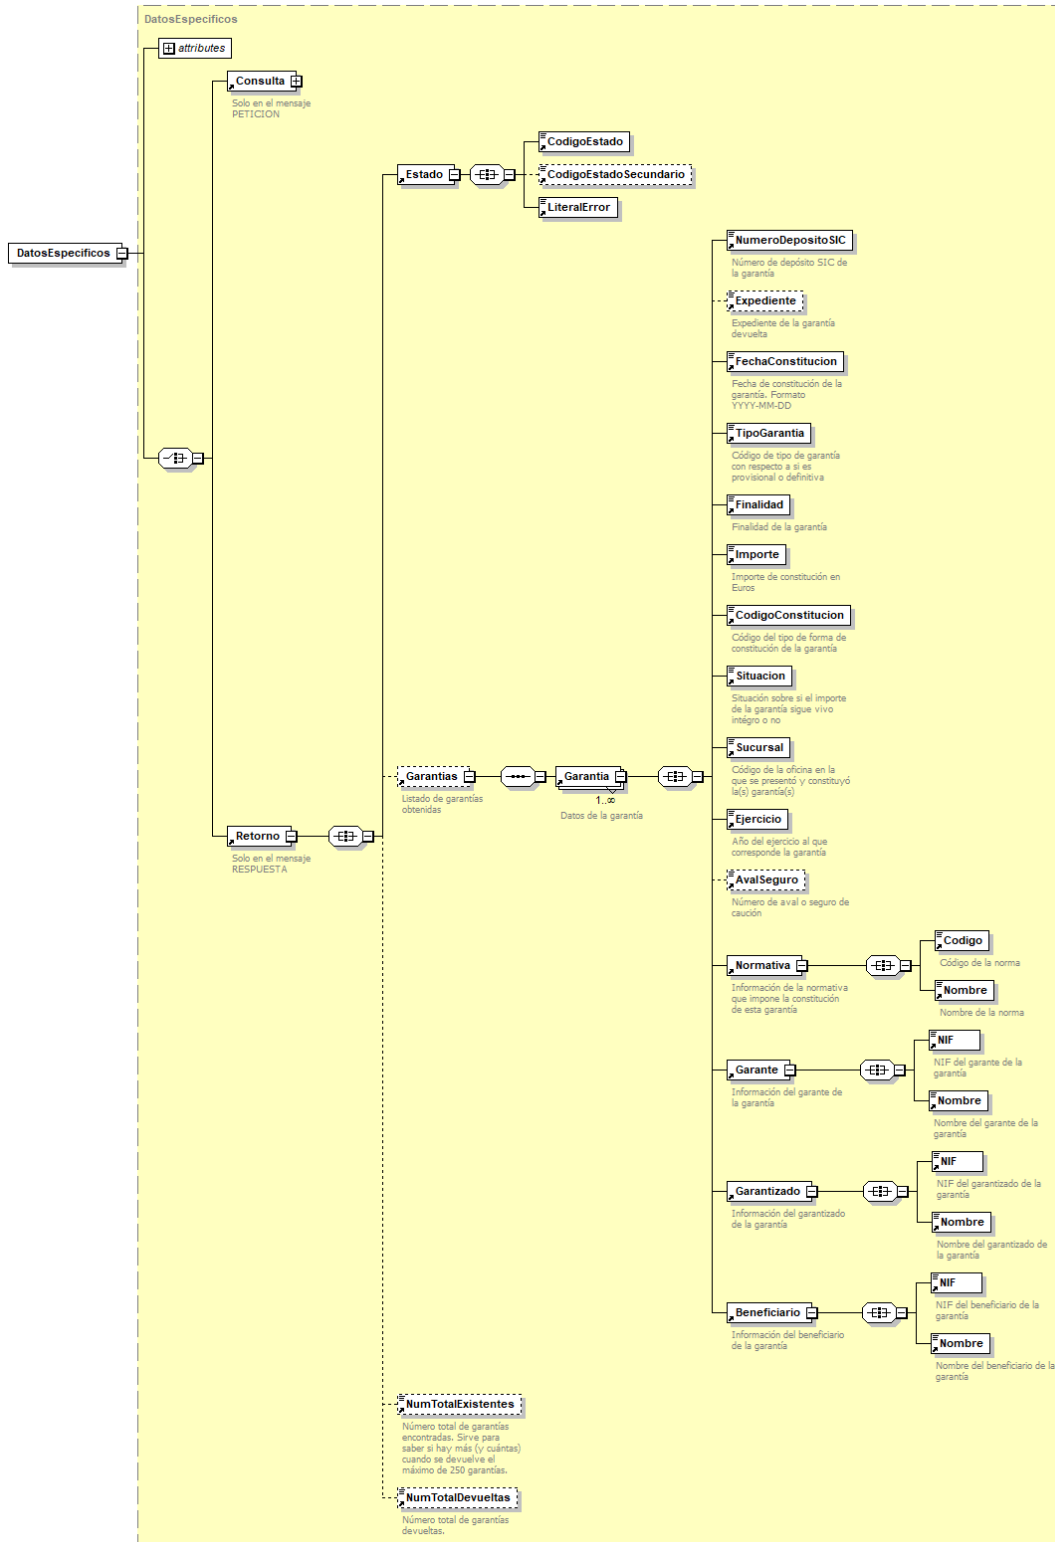 DatosEspecificos
attributes
Consulta
Solo en el mensaje
PETICION
CodigoEstado
Estado
CodigoEstadoSecundario
LiteralError
DatosEspecificos
NumeroDepositoSIC
Número de depósito SIC de
la garantía
Expediente
Expediente de la garantía
devuelta
FechaConstitucion
Fecha de constitución de la
garantía. Formato
YYYY-MM-DD
TipoGarantia
Código de tipo de garantía
con respecto a si es
provisional o definitiva
Finalidad
Finalidad de la garantía
Importe
Importe de constitución en
Euros
CodigoConstitucion
Código del tipo de forma de
constitución de la garantía
Situacion
Situación sobre si el importe
de la garantía sigue vivo
intégro o no
Sucursal
Código de la oficina en la
que se presentó y constituyó
la(s) garantía(s)
Garantias
Listado de garantías
obtenidas
Garantia
1..∞
Datos de la garantía
Ejercicio
Año del ejercicio al que
corresponde la garantía
Retorno
Solo en el mensaje
RESPUESTA
AvalSeguro
Número de aval o seguro de
caución
Normativa
Información de la normativa
que impone la constitución
de esta garantía
Codigo
Código de la norma
Nombre
Nombre de la norma
Garante
Información del garante de
la garantía
NIF
NIF del garante de la
garantía
Nombre
Nombre del garante de la
garantía
Garantizado
Información del garantizado
de la garantía
NIF
NIF del garantizado de la
garantía
Nombre
Nombre del garantizado de
la garantía
Beneficiario
Información del beneficiario
de la garantía
NIF
NIF del beneficiario de la
garantía
Nombre
Nombre del beneficiario de la
garantía
NumTotalExistentes
Número total de garantías
encontradas. Sirve para
saber si hay más (y cuántas)
cuando se devuelve el
máximo de 250 garantías.
NumTotalDevueltas
Número total de garantías
devueltas.